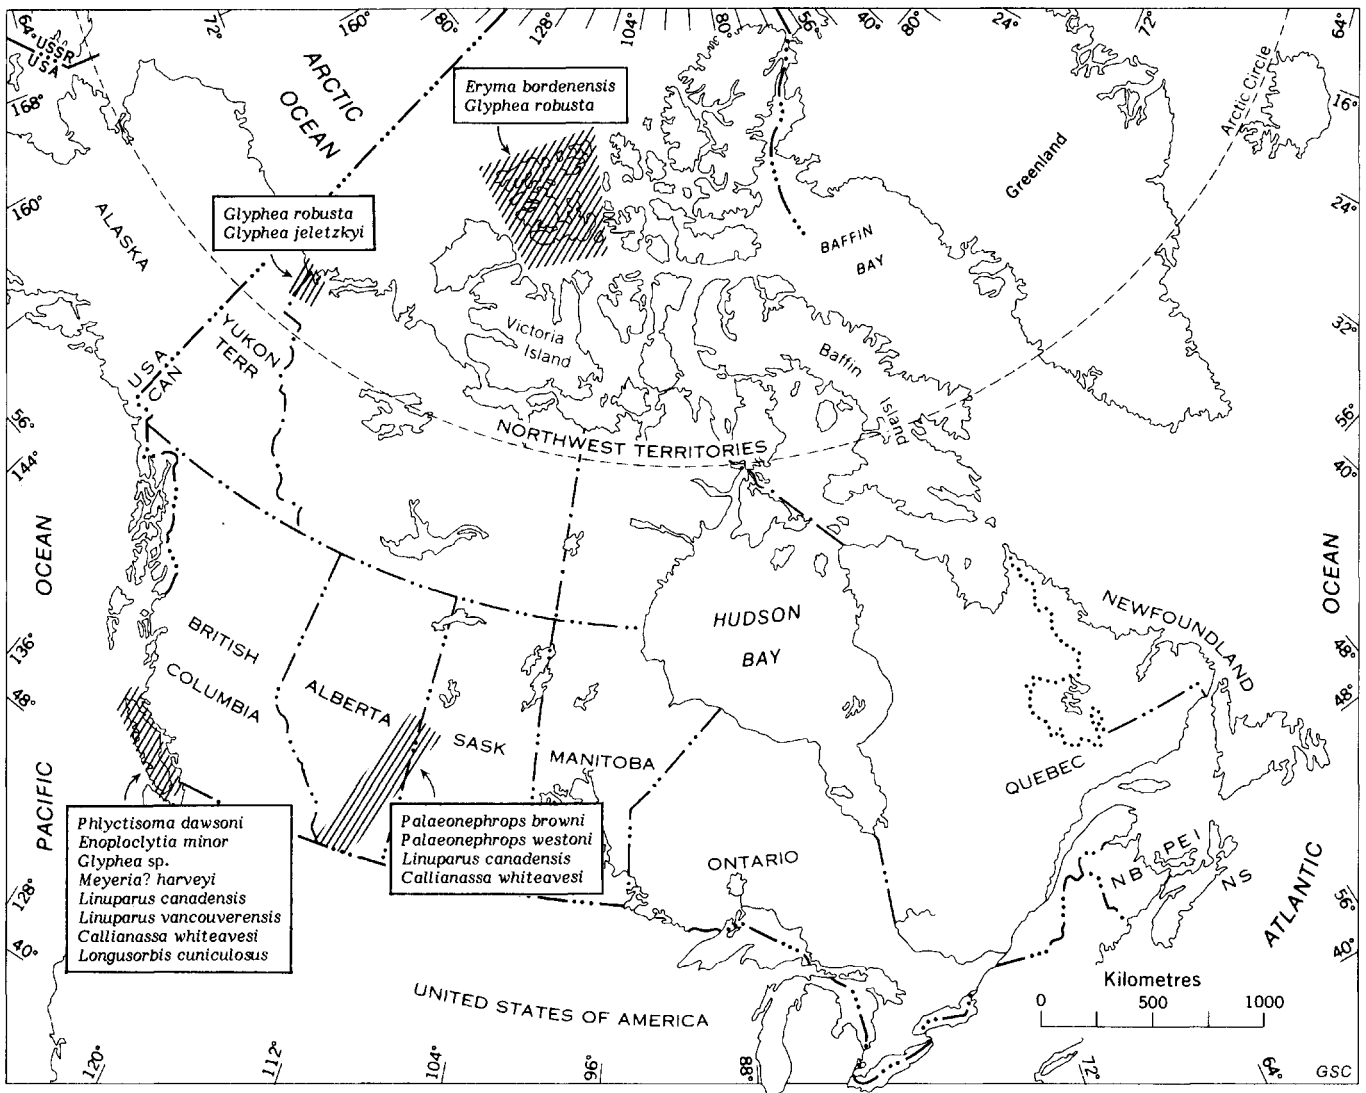 64°
72°
160°
80°
128°
104°
80°
56°
40°
80°
24°
72°
64°
USSR
USA
168°
ARCTIC
OCEAN
Eryma bordenensis
Glyphea robusta
Arctic Circle
16°
Greenland
160°
ALASKA
Glyphea robusta
Glyphea jeletzkyi
24°
BAFFIN
BAY
32°
YUKON
TERR
Victoria
Island
Baffin
Island
USA
CAN
56°
56°
144°
NORTHWEST TERRITORIES
40°
PACIFIC OCEAN
ATLANTIC OCEAN
HUDSON
BAY
NEWFOUNDLAND
136°
48°
BRITISH
COLUMBIA
48°
48°
ALBERTA
SASK
MANITOBA
QUEBEC
Phlyctisoma dawsoni
Enoploclytia minor
Glyphea sp.
Meyeria? harveyi
Linuparus canadensis
Linuparus vancouverensis
Callianassa whiteavesi
Longusorbis cuniculosus
Palaeonephrops browni
Palaeonephrops westoni
Linuparus canadensis
Callianassa whiteavesi
ONTARIO
PEI
NB
NS
128°
56°
40°
40°
Kilometres
0 500 1000
UNITED STATES OF AMERICA
120°
112°
104°
96°
88°
72°
64°
GSC